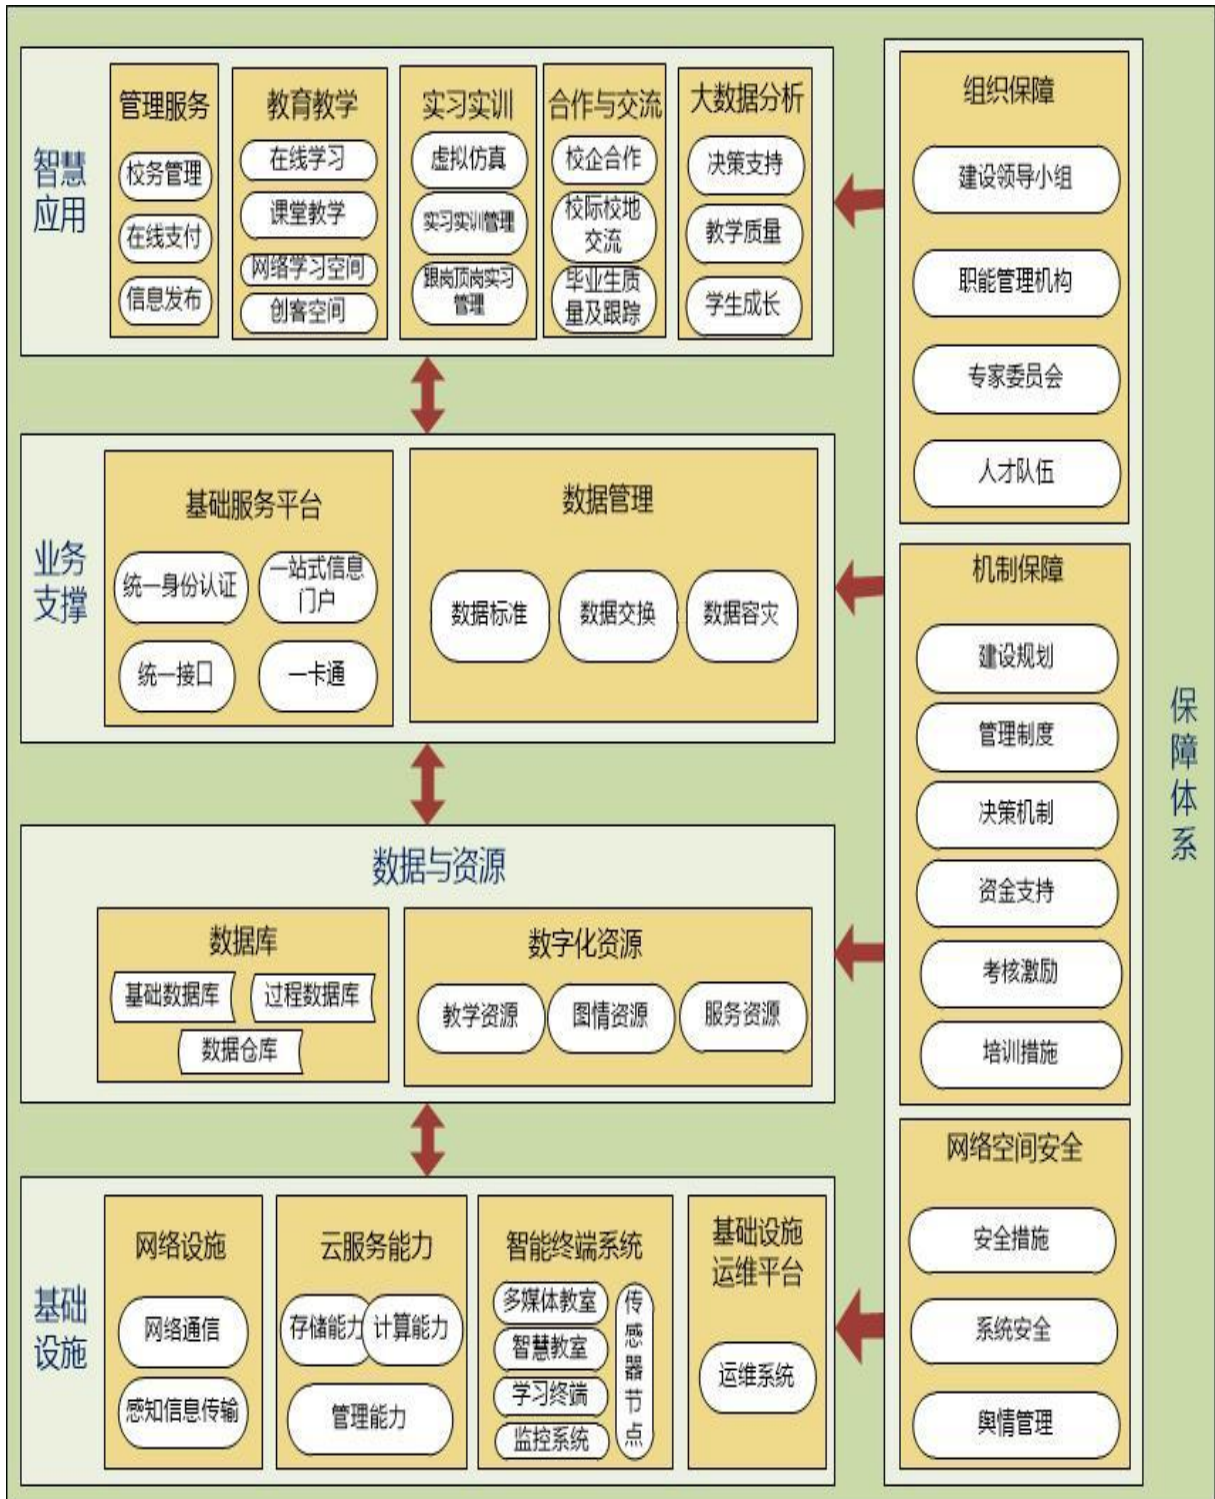 智慧
应用
管理服务
校务管理
在线支付
信息发布
教育教学
在线学习
课堂教学
网络学习空间
创客空间
实习实训
虚拟仿真
实习实训管理
跟岗顶岗实习
管理
合作与交流
校企合作
校际校地
交流
毕业生质
量及跟踪
大数据分析
决策支持
教学质量
学生成长
业务
支撑
基础服务平台
统一身份认证
一站式信息
门户
统一接口
一卡通
数据管理
数据标准
数据交换
数据容灾
数据与资源
数据库
基础数据库
过程数据库
数据仓库
数字化资源
教学资源
图情资源
服务资源
基础
设施
网络设施
网络通信
感知信息传输
云服务能力
存储能力
计算能力
管理能力
智能终端系统
多媒体教室
智慧教室
学习终端
监控系统
传感器节点
基础设施
运维平台
运维系统
组织保障
建设领导小组
职能管理机构
专家委员会
人才队伍
机制保障
建设规划
管理制度
决策机制
资金支持
考核激励
培训措施
网络空间安全
安全措施
系统安全
舆情管理
保障体系